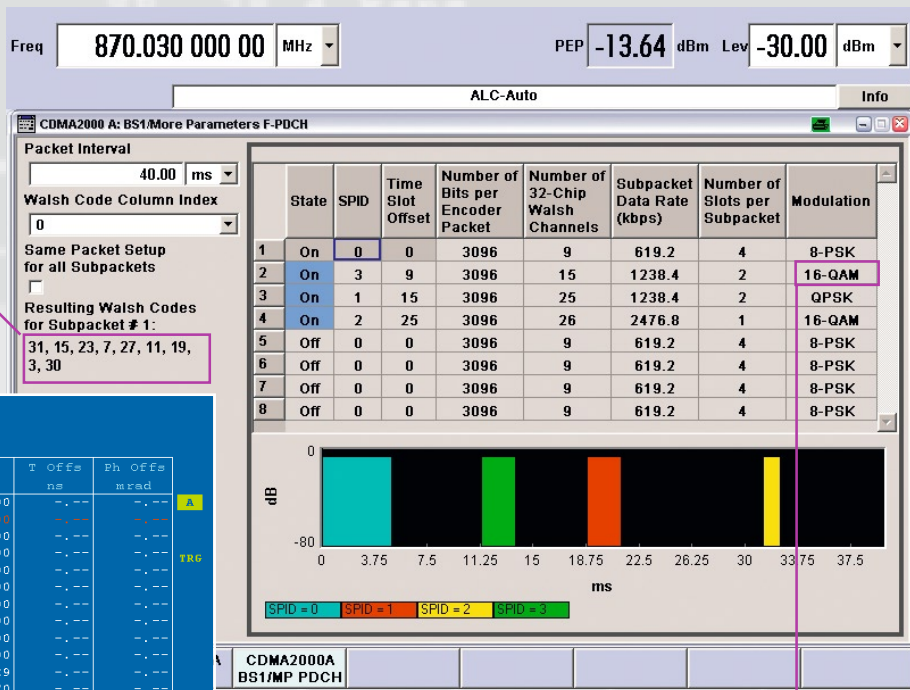 Freq 870.030 000 00 MHz PEP -13.64 dBm Lev -30.00 dBm
ALC-Auto Info
CDMA2000 A: BS1/More Parameters F-PDCH
Packet Interval
40.00 ms
Walsh Code Column Index
0
Same Packet Setup
for all Subpackets
Resulting Walsh Codes
for Subpacket # 1:
31, 15, 23, 7, 27, 11, 19,
3, 30
State SPID Time Slot Offset Number of Bits per Encoder Packet Number of 32-Chip Walsh Channels Subpacket Data Rate (kbps) Number of Slots per Subpacket Modulation
1 On 0 0 3096 9 619.2 4 8-PSK
2 On 3 9 3096 15 1238.4 2 16-QAM
3 On 1 15 3096 25 1238.4 2 QPSK
4 On 2 25 3096 26 2476.8 1 16-QAM
5 Off 0 0 3096 9 619.2 4 8-PSK
6 Off 0 0 3096 9 619.2 4 8-PSK
7 Off 0 0 3096 9 619.2 4 8-PSK
8 Off 0 0 3096 9 619.2 4 8-PSK
0
dB
-80
0 3.75 7.5 11.25 15 18.75 22.5 26.25 30 33.75 37.5
ms
SPID = 0 SPID = 1 SPID = 2 SPID = 3
CDMA2000A
BS1/MP PDCH
T Offs Ph Offs
ns mrad
-.-- -.-- A
-.-- -.--
-.-- -.--
-.-- -.-- TRG
-.-- -.--
-.-- -.--
-.-- -.--
-.-- -.--
-.-- -.--
-.-- -.--
-.-- -.--